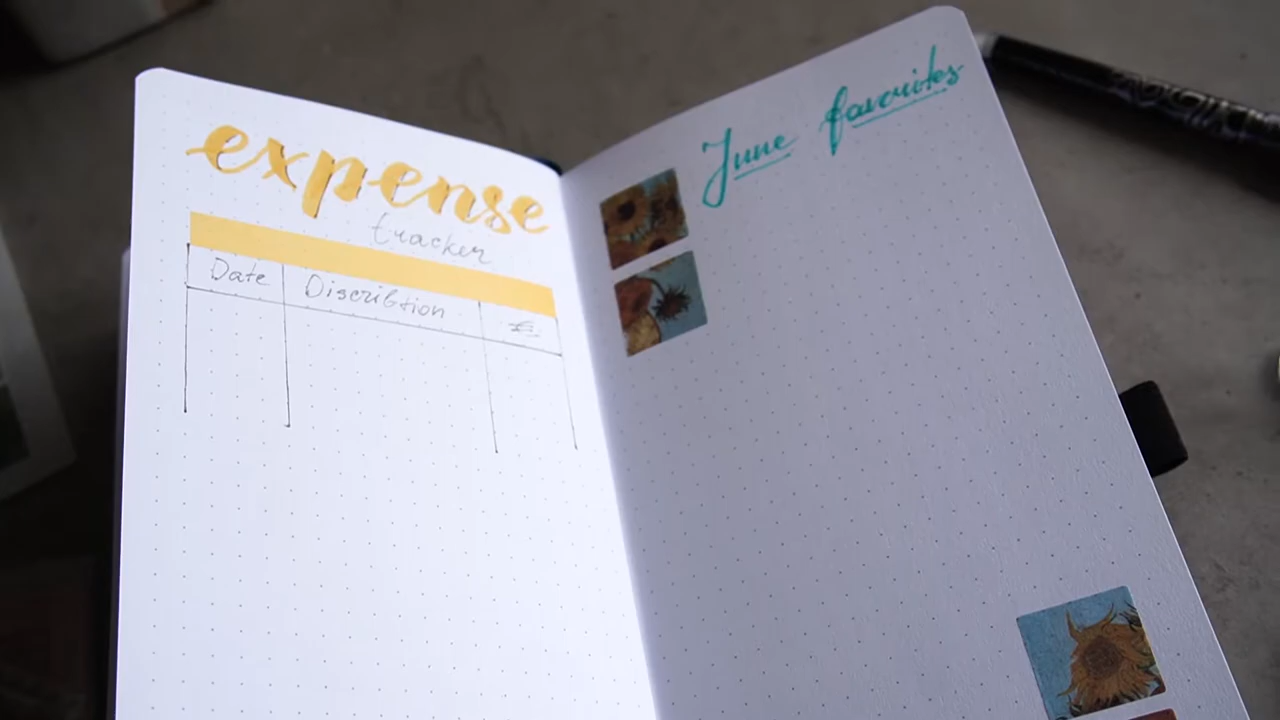 expense
tracker
Date Discribtion €
June favorites